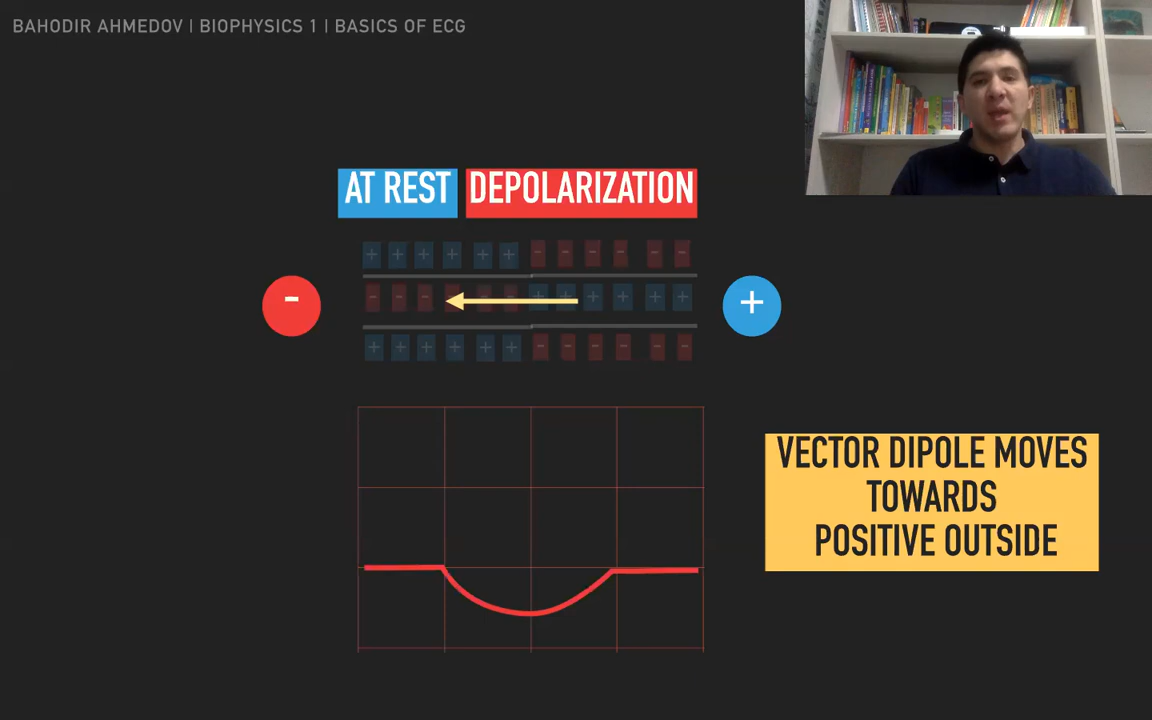 BAHODIR AHMEDOV | BIOPHYSICS 1 | BASICS OF ECG
AT REST DEPOLARIZATION
+ + + + + + - - - - - -
- - - - - - + + + + + +
- +
+ + + + + + - - - - - -
VECTOR DIPOLE MOVES
TOWARDS
POSITIVE OUTSIDE